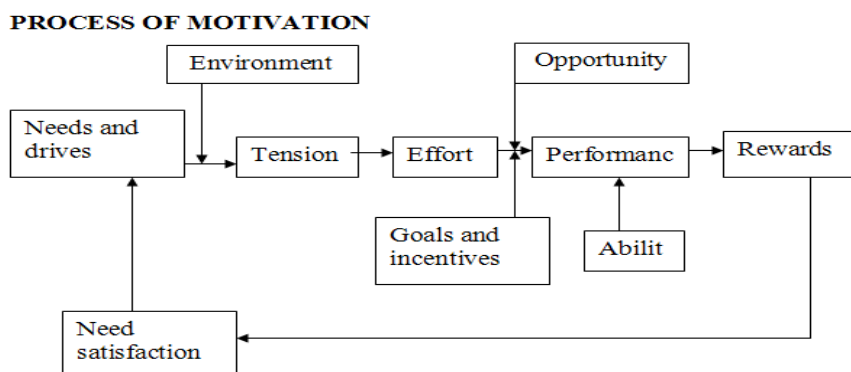 PROCESS OF MOTIVATION
Environment
Opportunity
Needs and
drives
Tension
Effort
Performanc
Rewards
Goals and
incentives
Abilit
Need
satisfaction